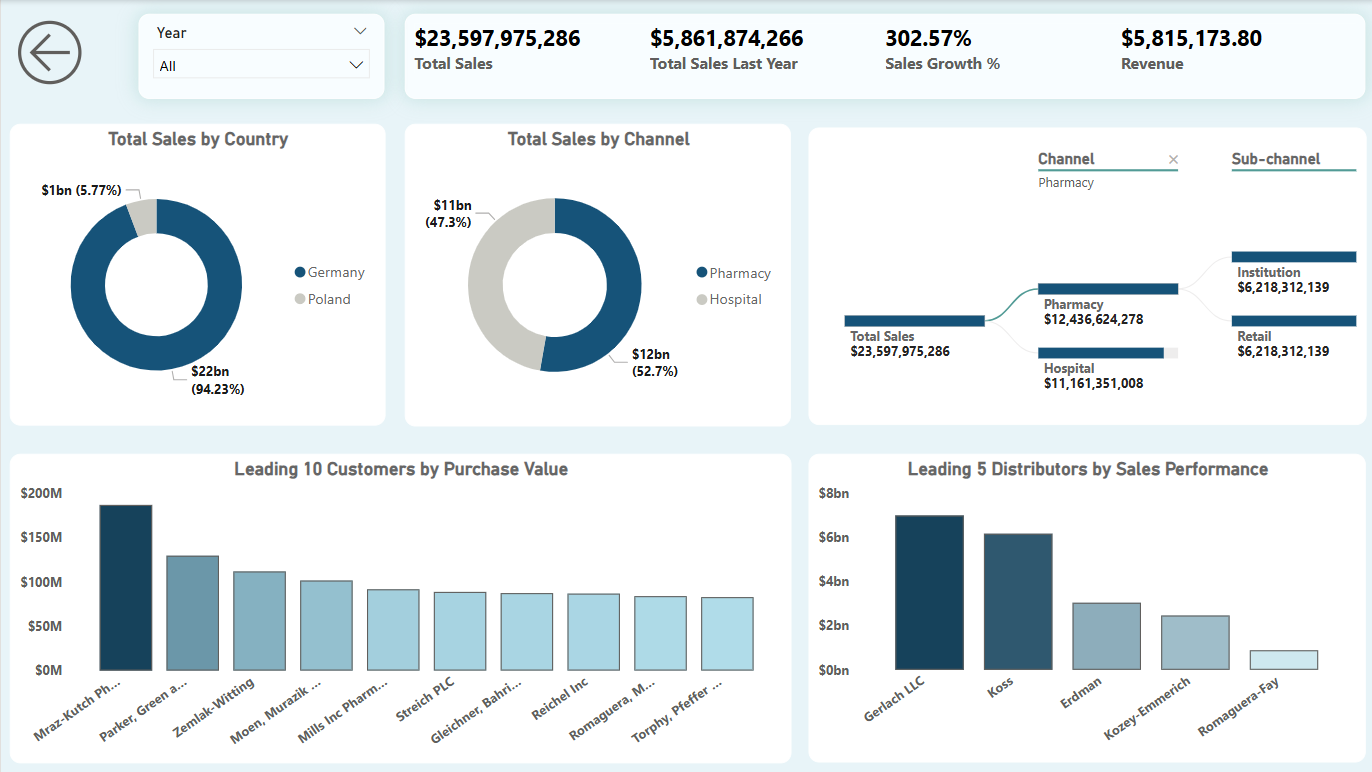 Year
All
$23,597,975,286
Total Sales
$5,861,874,266
Total Sales Last Year
302.57%
Sales Growth %
$5,815,173.80
Revenue
Total Sales by Country
$1bn (5.77%)
$22bn
(94.23%)
Germany
Poland
Total Sales by Channel
$11bn
(47.3%)
$12bn
(52.7%)
Pharmacy
Hospital
Channel
Pharmacy
Sub-channel
Total Sales
$23,597,975,286
Pharmacy
$12,436,624,278
Hospital
$11,161,351,008
Institution
$6,218,312,139
Retail
$6,218,312,139
Leading 10 Customers by Purchase Value
$200M
$150M
$100M
$50M
$0M
Mraz-Kutch Ph...
Parker, Green a...
Zemlak-Witting
Moen, Murazik ...
Mills Inc Pharm...
Streich PLC
Gleichner, Bahri...
Reichel Inc
Romaguera, M...
Torphy, Pfeffer ...
Leading 5 Distributors by Sales Performance
$8bn
$6bn
$4bn
$2bn
$0bn
Gerlach LLC
Koss
Erdman
Kozey-Emmerich
Romaguera-Fay